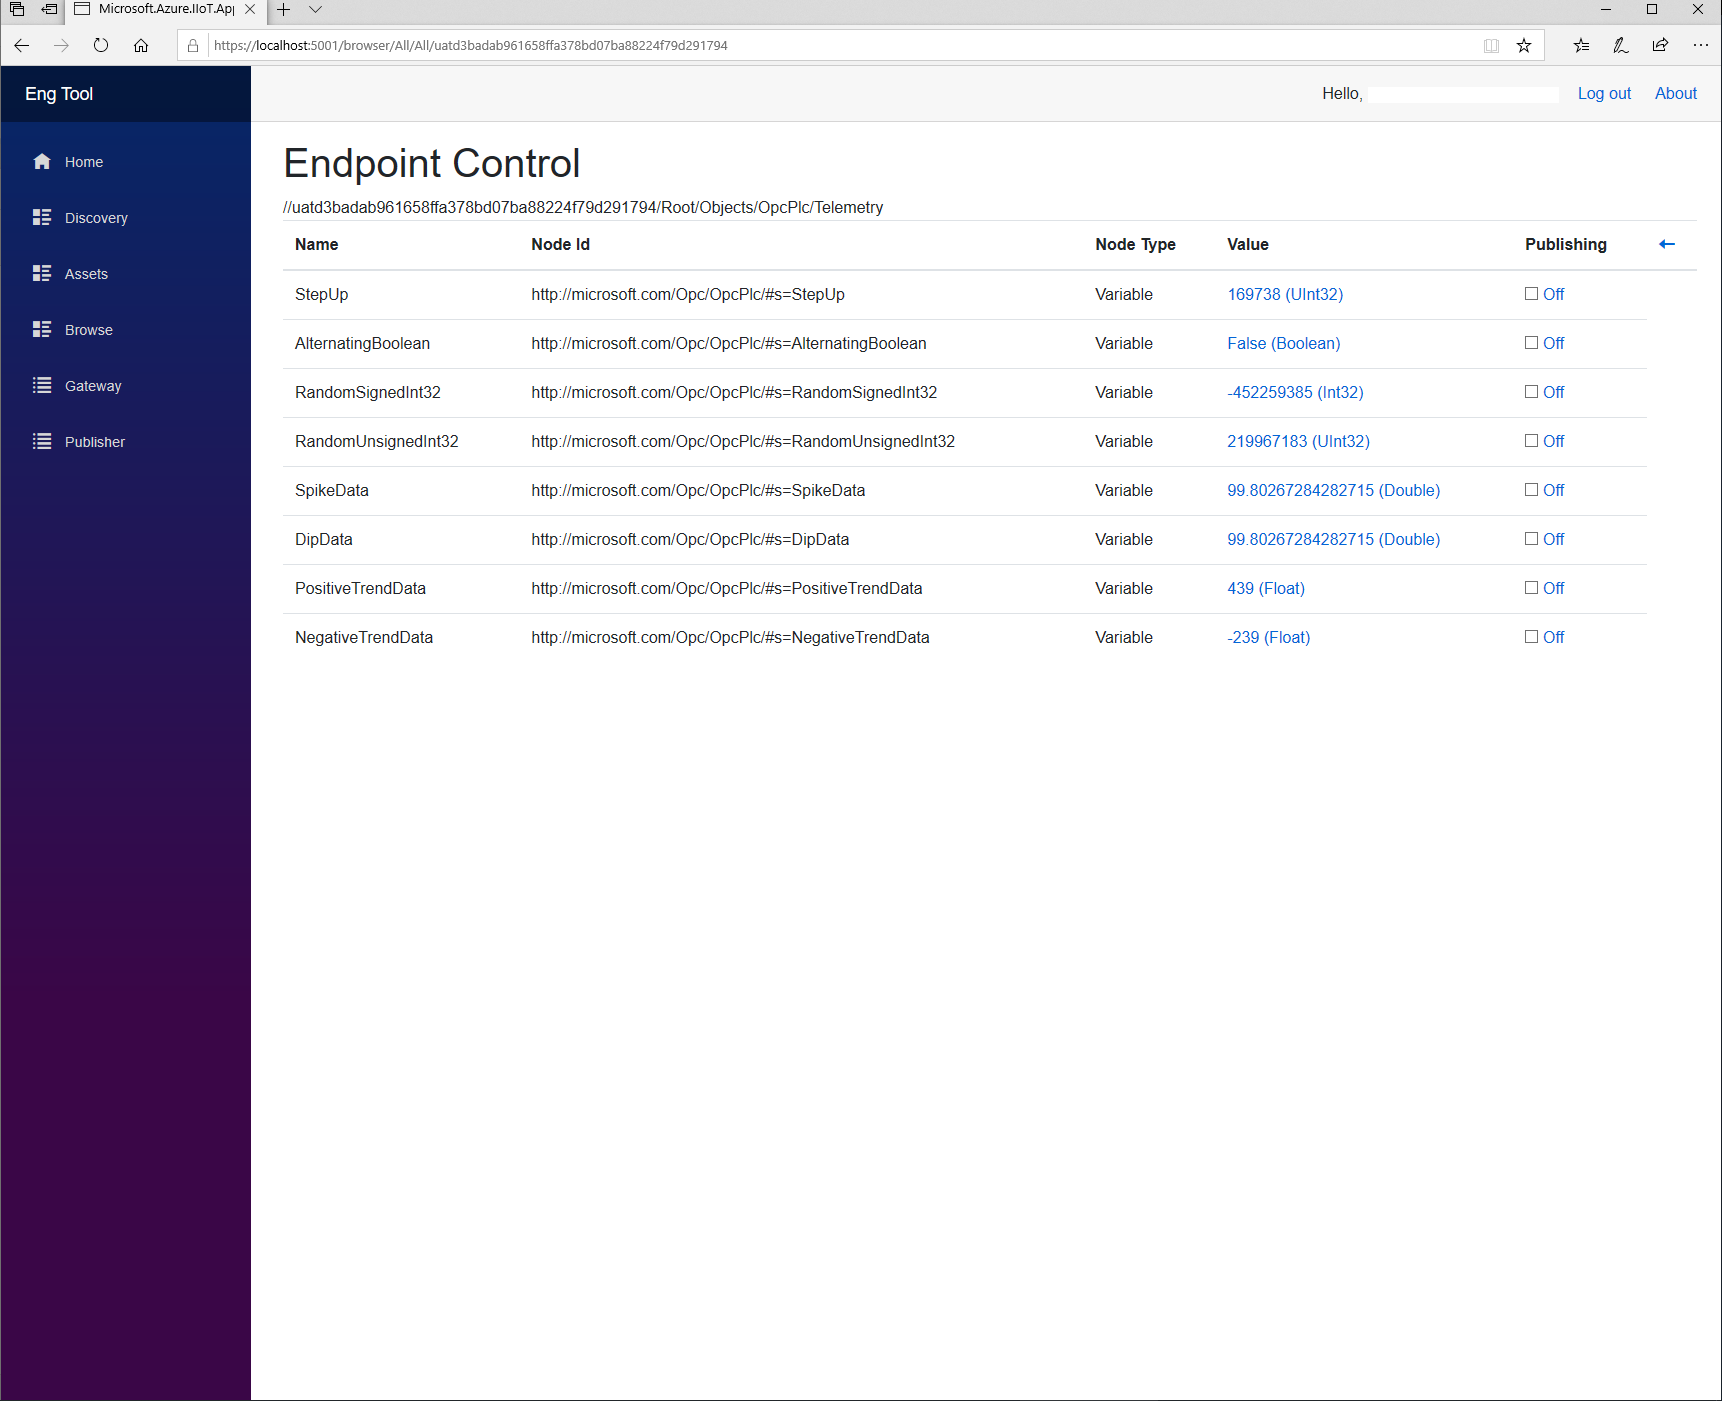 Microsoft.Azure.IIoT.App
https://localhost:5001/browser/All/All/uatd3badab961658ffa378bd07ba88224f79d291794
Eng Tool
Hello, Log out About
Home
Discovery
Assets
Browse
Gateway
Publisher
Endpoint Control
//uatd3badab961658ffa378bd07ba88224f79d291794/Root/Objects/OpcPlc/Telemetry
Name Node Id Node Type Value Publishing
StepUp http://microsoft.com/Opc/OpcPlc/#s=StepUp Variable 169738 (UInt32) Off
AlternatingBoolean http://microsoft.com/Opc/OpcPlc/#s=AlternatingBoolean Variable False (Boolean) Off
RandomSignedInt32 http://microsoft.com/Opc/OpcPlc/#s=RandomSignedInt32 Variable -452259385 (Int32) Off
RandomUnsignedInt32 http://microsoft.com/Opc/OpcPlc/#s=RandomUnsignedInt32 Variable 219967183 (UInt32) Off
SpikeData http://microsoft.com/Opc/OpcPlc/#s=SpikeData Variable 99.80267284282715 (Double) Off
DipData http://microsoft.com/Opc/OpcPlc/#s=DipData Variable 99.80267284282715 (Double) Off
PositiveTrendData http://microsoft.com/Opc/OpcPlc/#s=PositiveTrendData Variable 439 (Float) Off
NegativeTrendData http://microsoft.com/Opc/OpcPlc/#s=NegativeTrendData Variable -239 (Float) Off